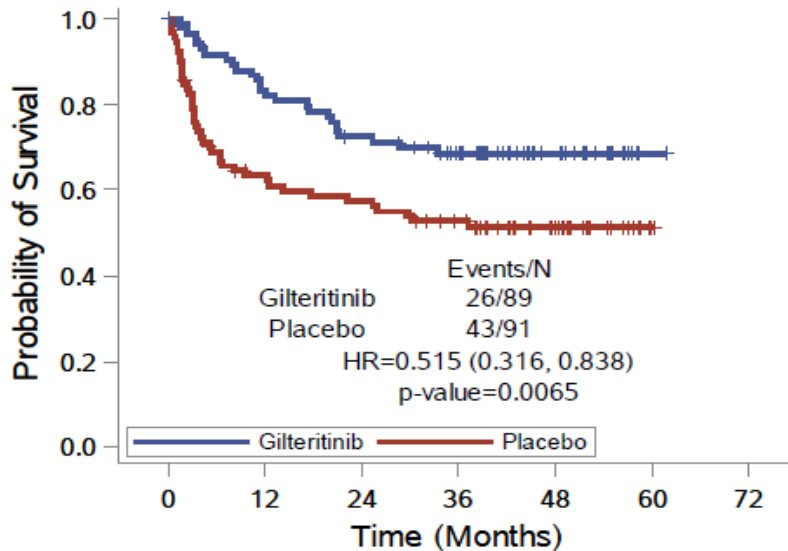 Probability of Survival
1.0
0.8
0.6
0.4
0.2
0.0
Events/N
Gilteritinib 26/89
Placebo 43/91
HR=0.515 (0.316, 0.838)
p-value=0.0065
Gilteritinib Placebo
0 12 24 36 48 60 72
Time (Months)